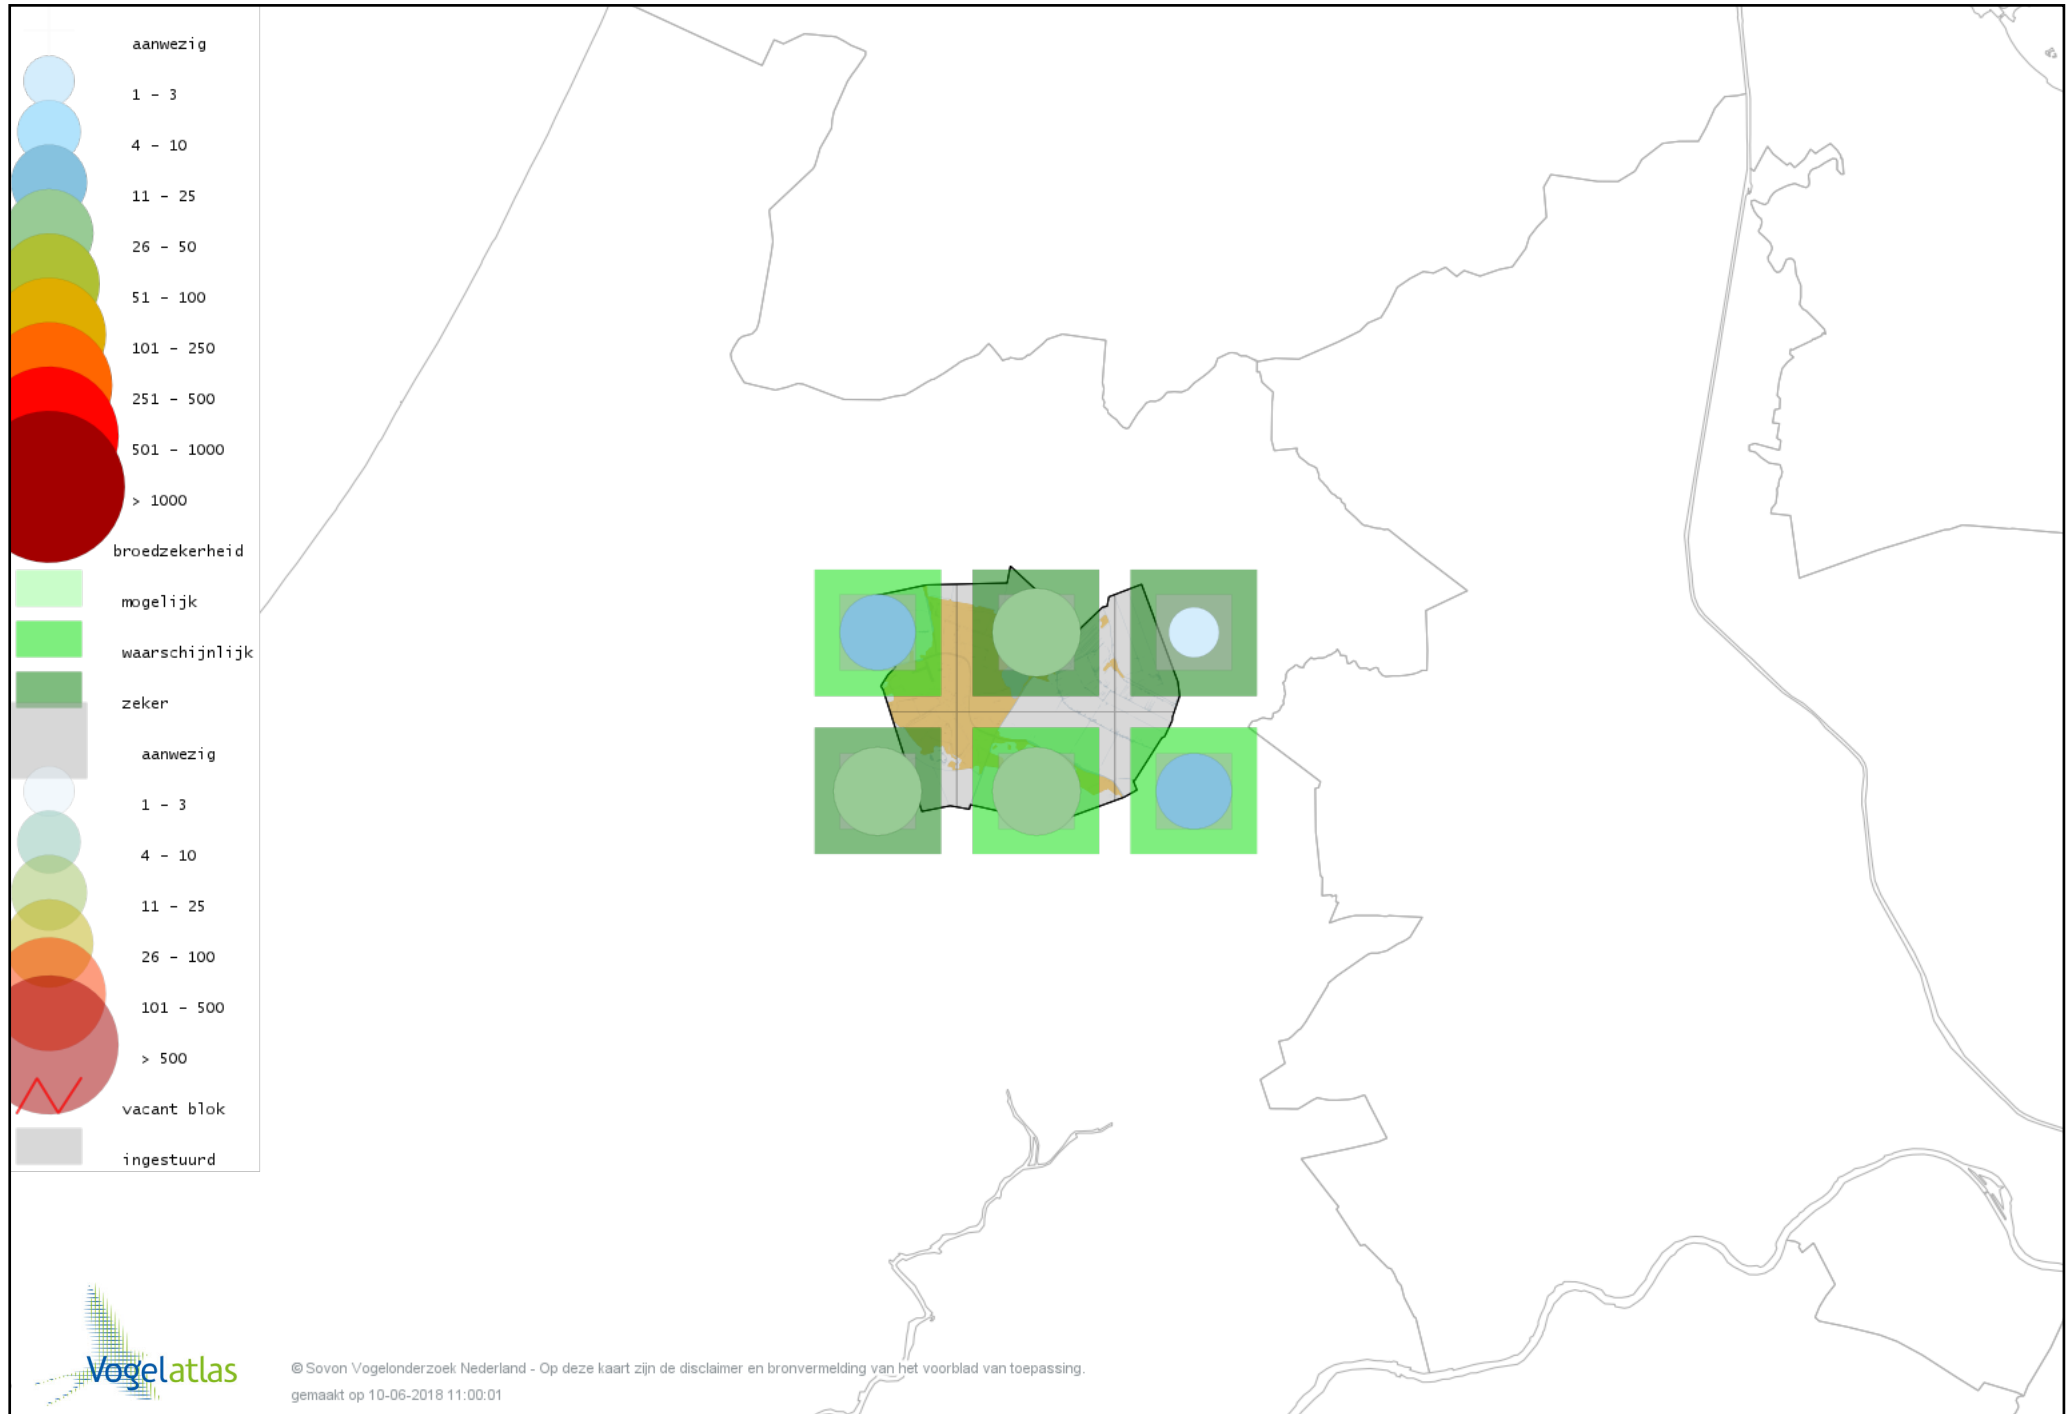 aanwezig
1 - 3
4 - 10
11 - 25
26 - 50
51 - 100
101 - 250
251 - 500
501 - 1000
> 1000
broedzekerheid
mogelijk
waarschijnlijk
zeker
aanwezig
1 - 3
4 - 10
11 - 25
26 - 100
101 - 500
> 500
vacant blok
ingestuurd
Vogelatlas
© Sovon Vogelonderzoek Nederland - Op deze kaart zijn de disclaimer en bronvermelding van het voorblad van toepassing.
gemaakt op 10-06-2018 11:00:01